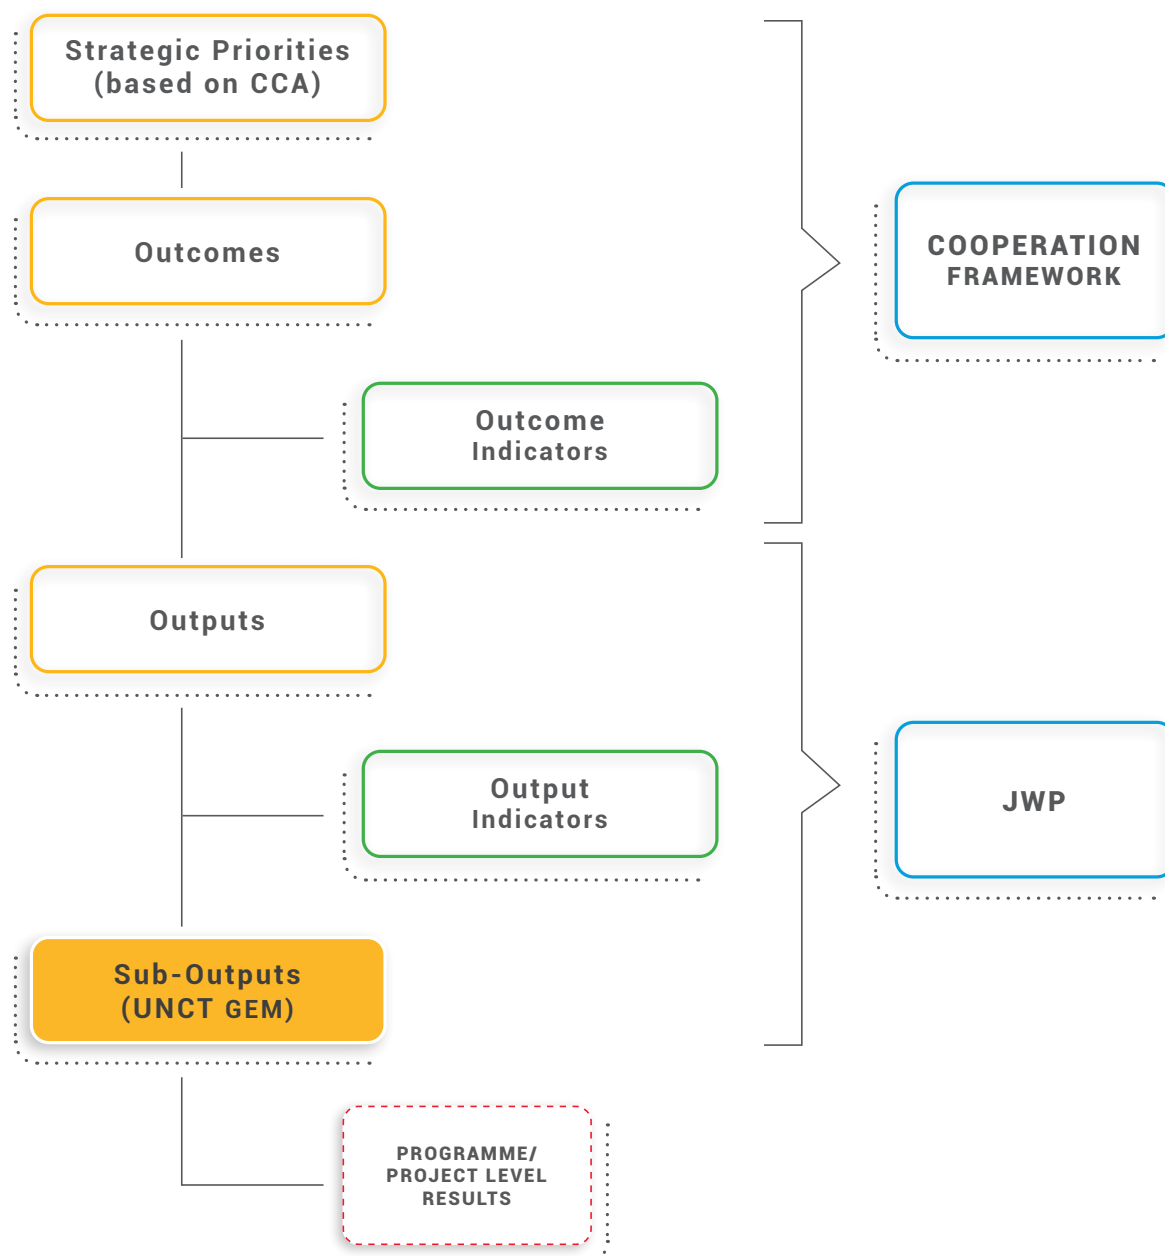 Strategic Priorities
(based on CCA)
Outcomes
COOPERATION
FRAMEWORK
Outcome
Indicators
Outputs
Output
Indicators
JWP
Sub-Outputs
(UNCT GEM)
PROGRAMME/
PROJECT LEVEL
RESULTS